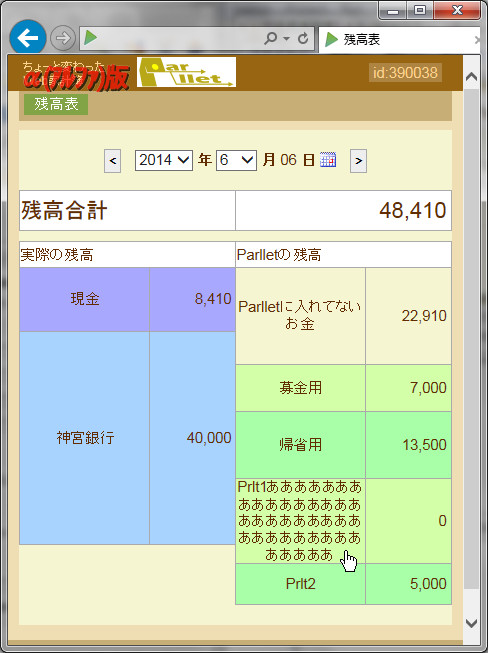 残高表
ちょっと変わった
α(アルファ)版
Parllet
id:390038
残高表
< 2014 年 6 月 06 日 >
残高合計 48,410
実際の残高 Parlletの残高
現金 8,410
神宮銀行 40,000
Parlletに入れてない
お金
22,910
募金用 7,000
帰省用 13,500
Prlt1あああああああ
あああああああああ
あああああああああ
あああああああああ
あああああ
0
Prlt2 5,000